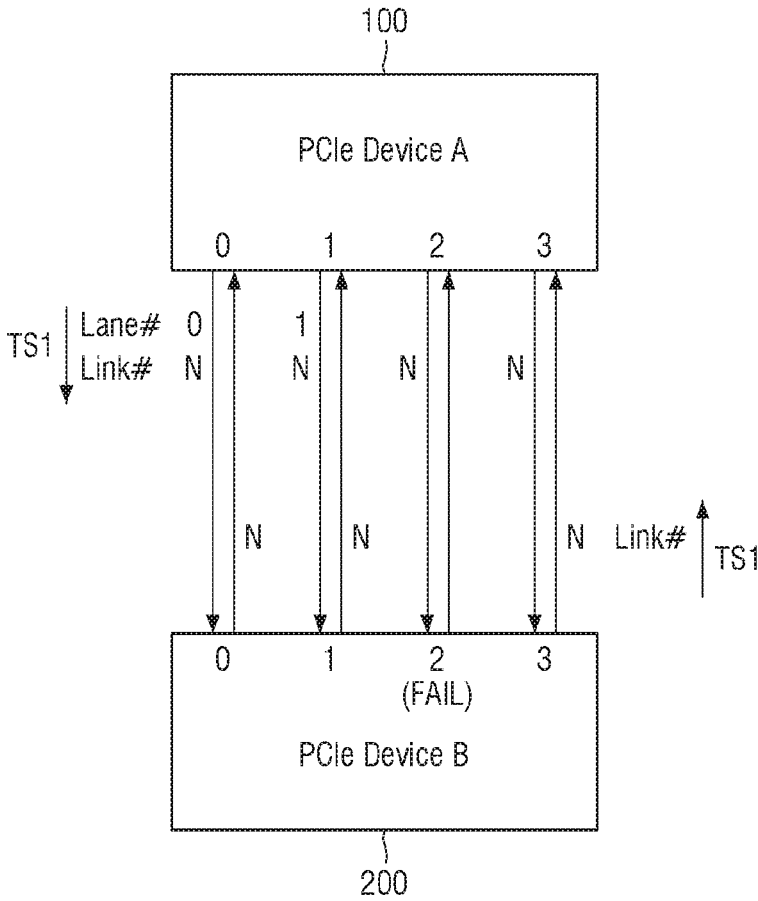 100
PCIe Device A
0 1 2 3
TS1
Lane# 0 1
Link# N N N N
N N N Link#
TS1
0 1 2 3
(FAIL)
PCIe Device B
200